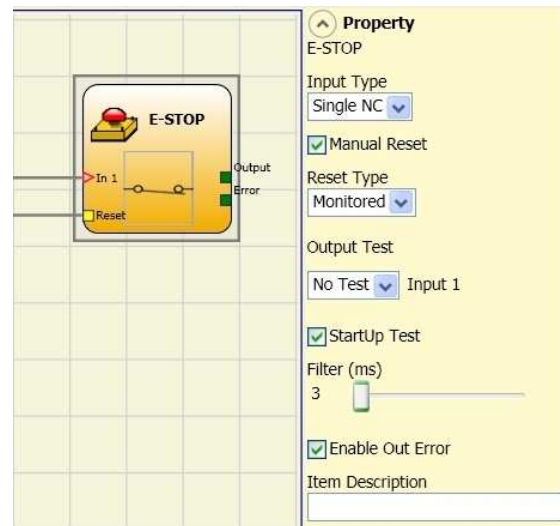 E-STOP
In 1
Reset
Output
Error
Property
E-STOP
Input Type
Single NC
Manual Reset
Reset Type
Monitored
Output Test
No Test Input 1
StartUp Test
Filter (ms)
3
Enable Out Error
Item Description